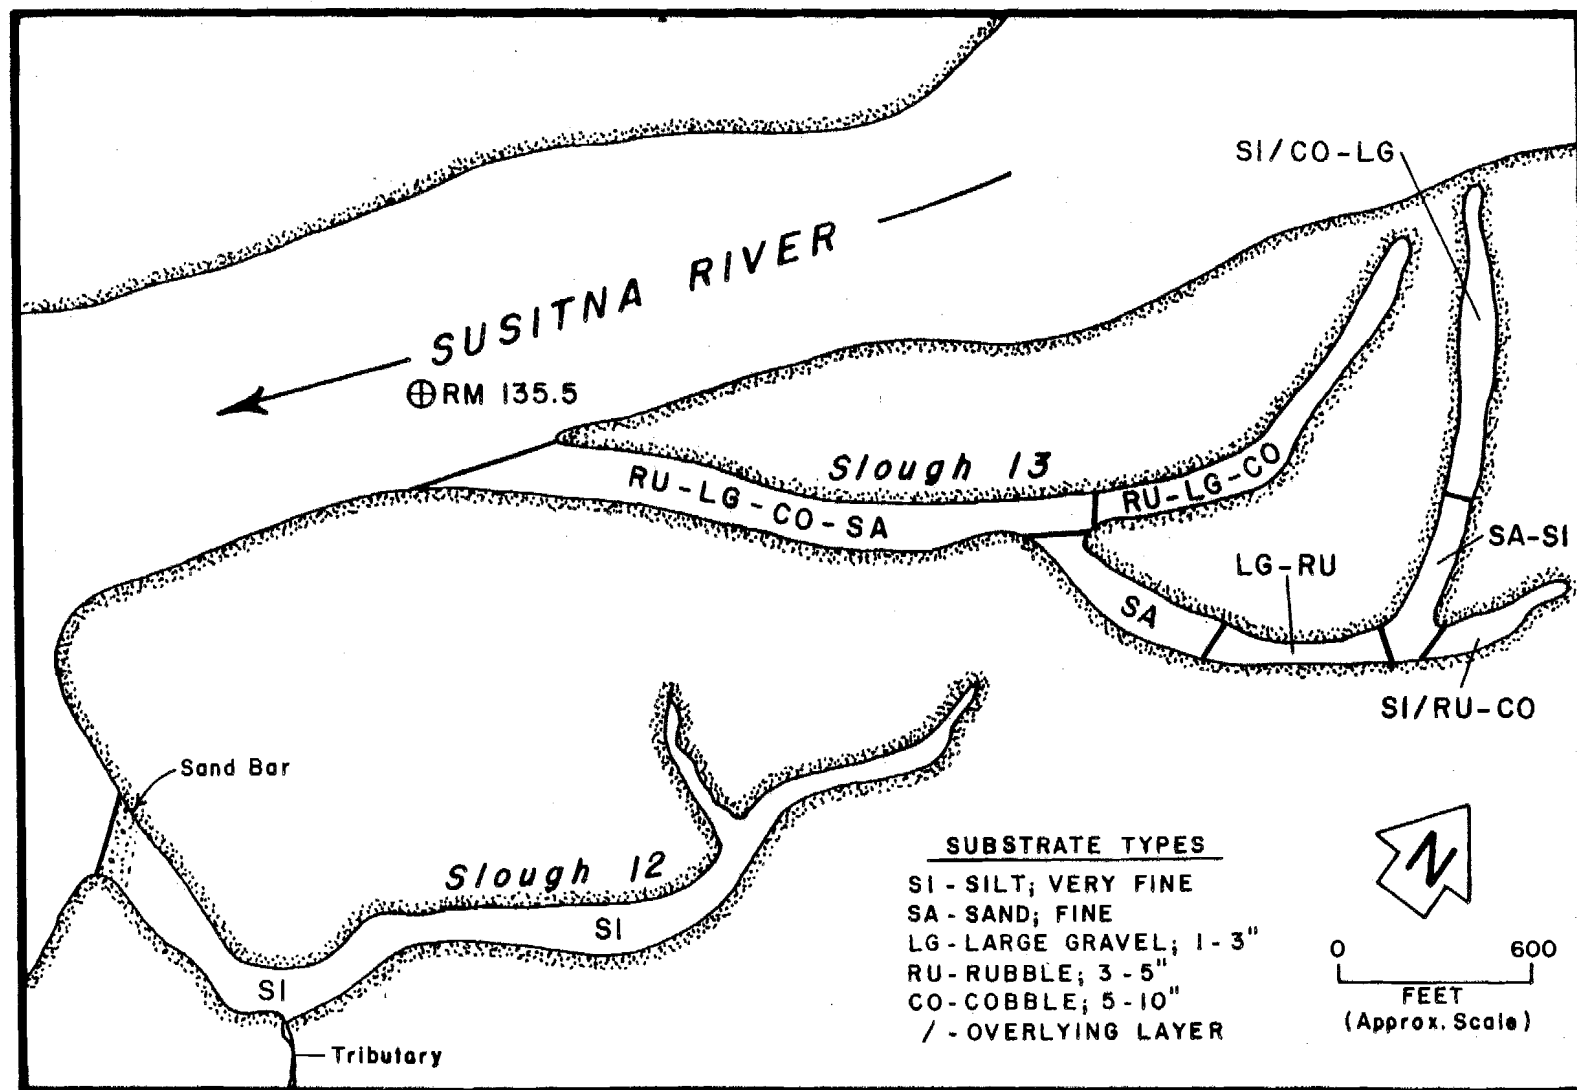 SI/CO-LG
SUSITNA RIVER
RM 135.5
Slough 13
RU-LG-CO-SA
RU-LG-CO
SA-SI
LG-RU
SA
SI/RU-CO
Sand Bar
Slough 12
SI
SI
Tributary
SUBSTRATE TYPES
SI - SILT; VERY FINE
SA - SAND; FINE
LG - LARGE GRAVEL; 1 - 3"
RU - RUBBLE; 3 - 5"
CO - COBBLE; 5 - 10"
/ - OVERLYING LAYER
N
0 600
FEET
(Approx. Scale)